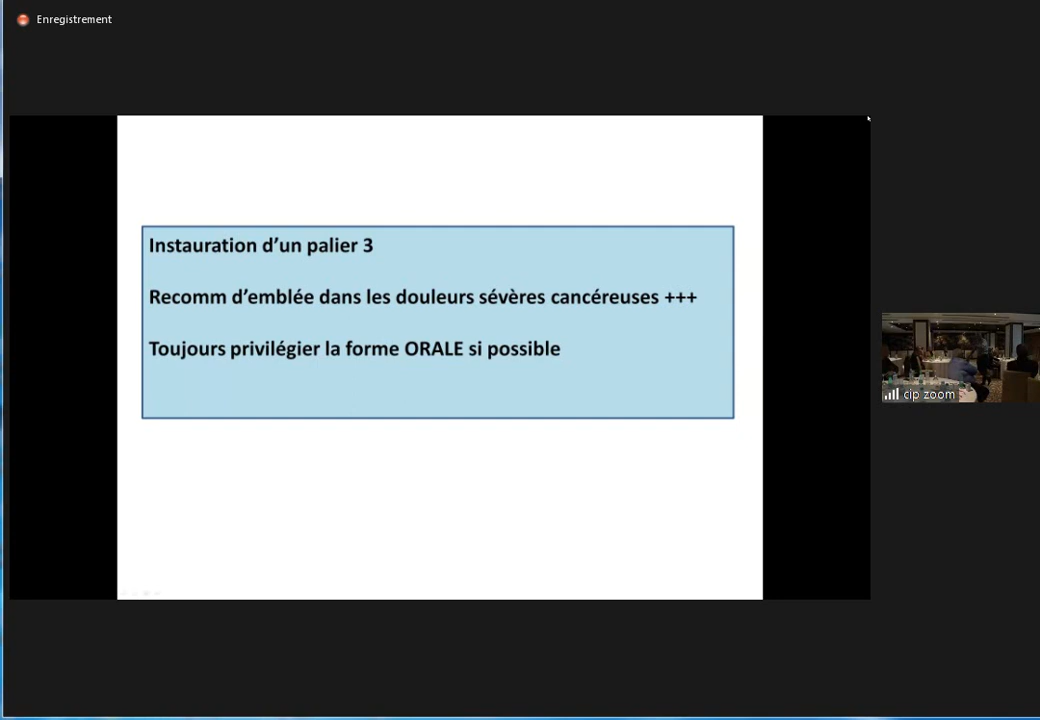 Enregistrement
Instauration d’un palier 3
Recomm d’emblée dans les douleurs sévères cancéreuses +++
Toujours privilégier la forme ORALE si possible
cip zoom